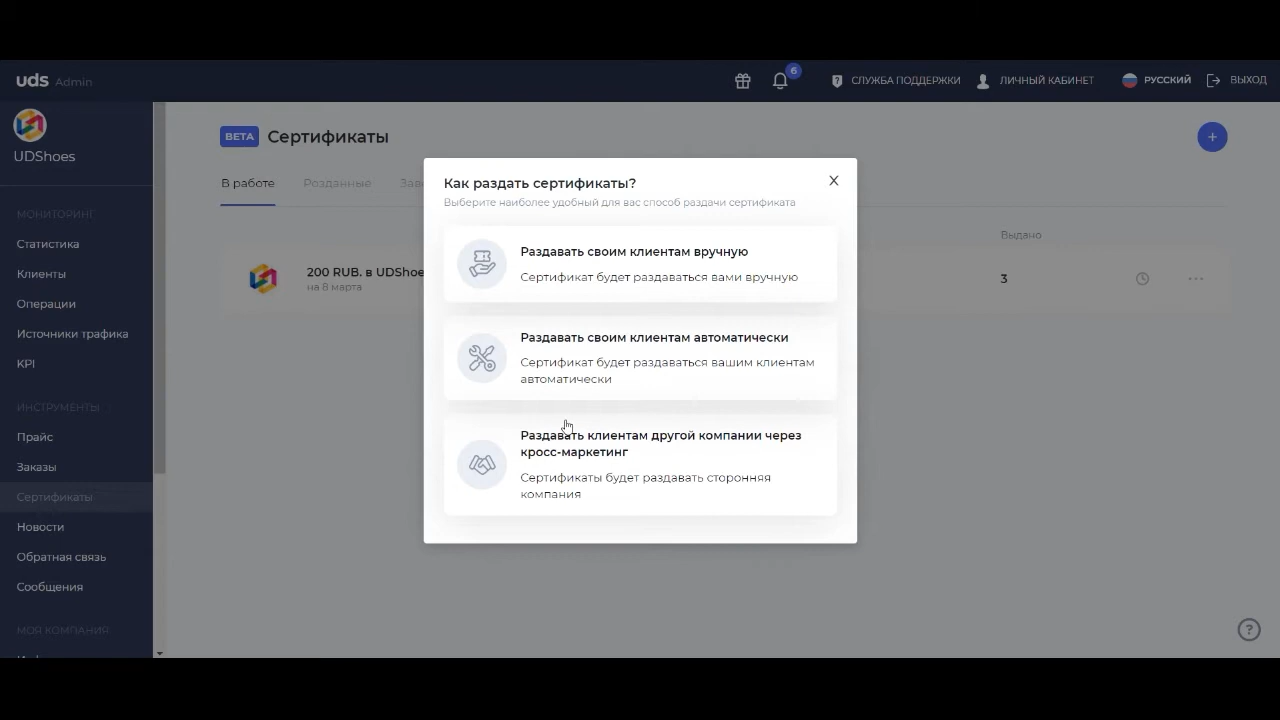 uds Admin
6
СЛУЖБА ПОДДЕРЖКИ
ЛИЧНЫЙ КАБИНЕТ
РУССКИЙ
ВЫХОД
UDShoes
МОНИТОРИНГ
Статистика
Клиенты
Операции
Источники трафика
KPI
ИНСТРУМЕНТЫ
Прайс
Заказы
Сертификаты
Новости
Обратная связь
Сообщения
МОЯ КОМПАНИЯ
BETA Сертификаты
В работе
Розданные
Выдано
200 RUB. в UDShoe
на 8 марта
3
Как раздать сертификаты?
X
Выберите наиболее удобный для вас способ раздачи сертификата
Раздавать своим клиентам вручную
Сертификат будет раздаваться вами вручную
Раздавать своим клиентам автоматически
Сертификат будет раздаваться вашим клиентам
автоматически
Раздавать клиентам другой компании через
кросс-маркетинг
Сертификаты будет раздавать сторонняя
компания
?